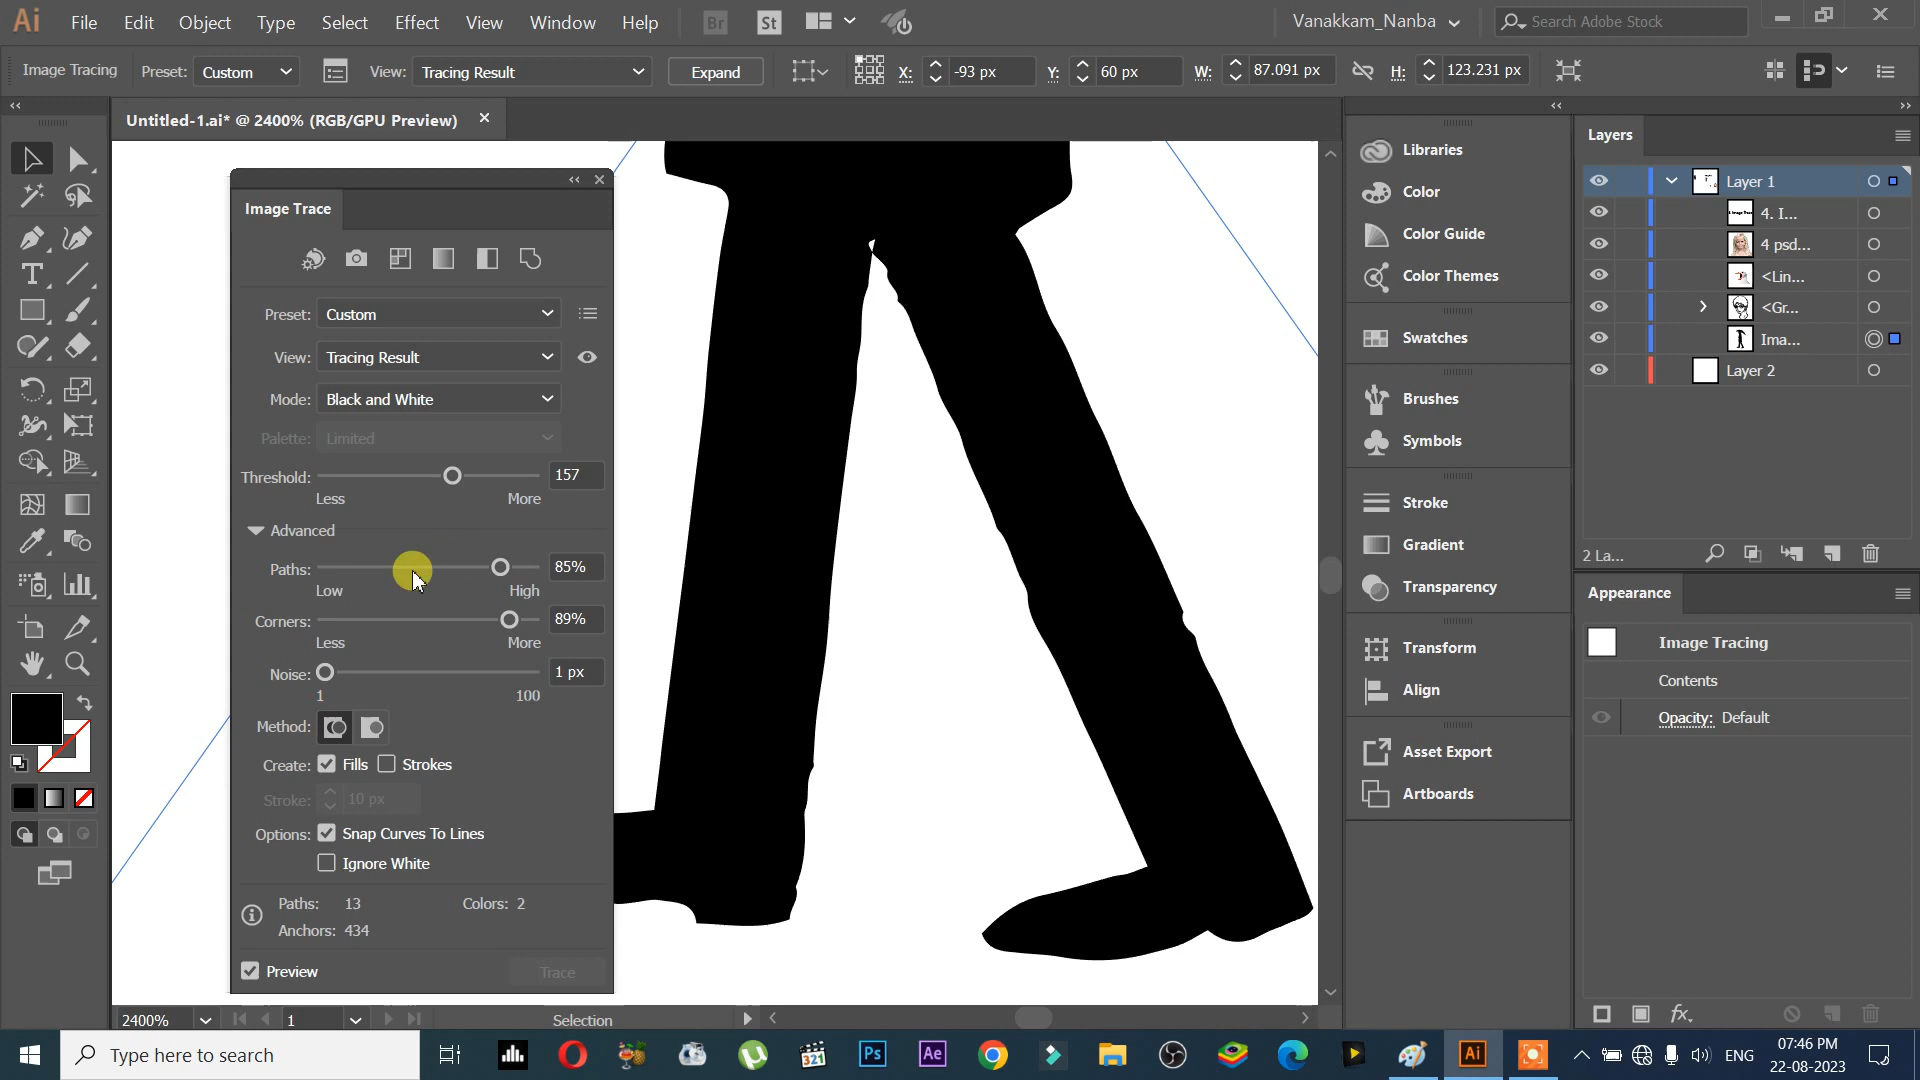 Ai File Edit Object Type Select Effect View Window Help Br St Vanakkam_Nanba Search Adobe Stock
Image Tracing Preset: Custom View: Tracing Result Expand X: -93 px Y: 60 px W: 87.091 px H: 123.231 px
Untitled-1.ai* @ 2400% (RGB/GPU Preview)
Image Trace
Preset: Custom
View: Tracing Result
Mode: Black and White
Palette: Limited
Threshold: 157
Less More
Advanced
Paths: 85%
Low High
Corners: 89%
Less More
Noise: 1 px
1 100
Method:
Create: Fills Strokes
Stroke: 10 px
Options: Snap Curves To Lines
Ignore White
Paths: 13 Colors: 2
Anchors: 434
Preview Trace
2400% 1 Selection
Libraries
Color
Color Guide
Color Themes
Swatches
Brushes
Symbols
Stroke
Gradient
Transparency
Transform
Align
Asset Export
Artboards
Layers
Layer 1
4. I...
4 psd...
<Lin...
<Gr...
Ima...
Layer 2
2 La...
Appearance
Image Tracing
Contents
Opacity: Default
fx
Type here to search 321 Ps Ae Ai ENG 07:46 PM
22-08-2023